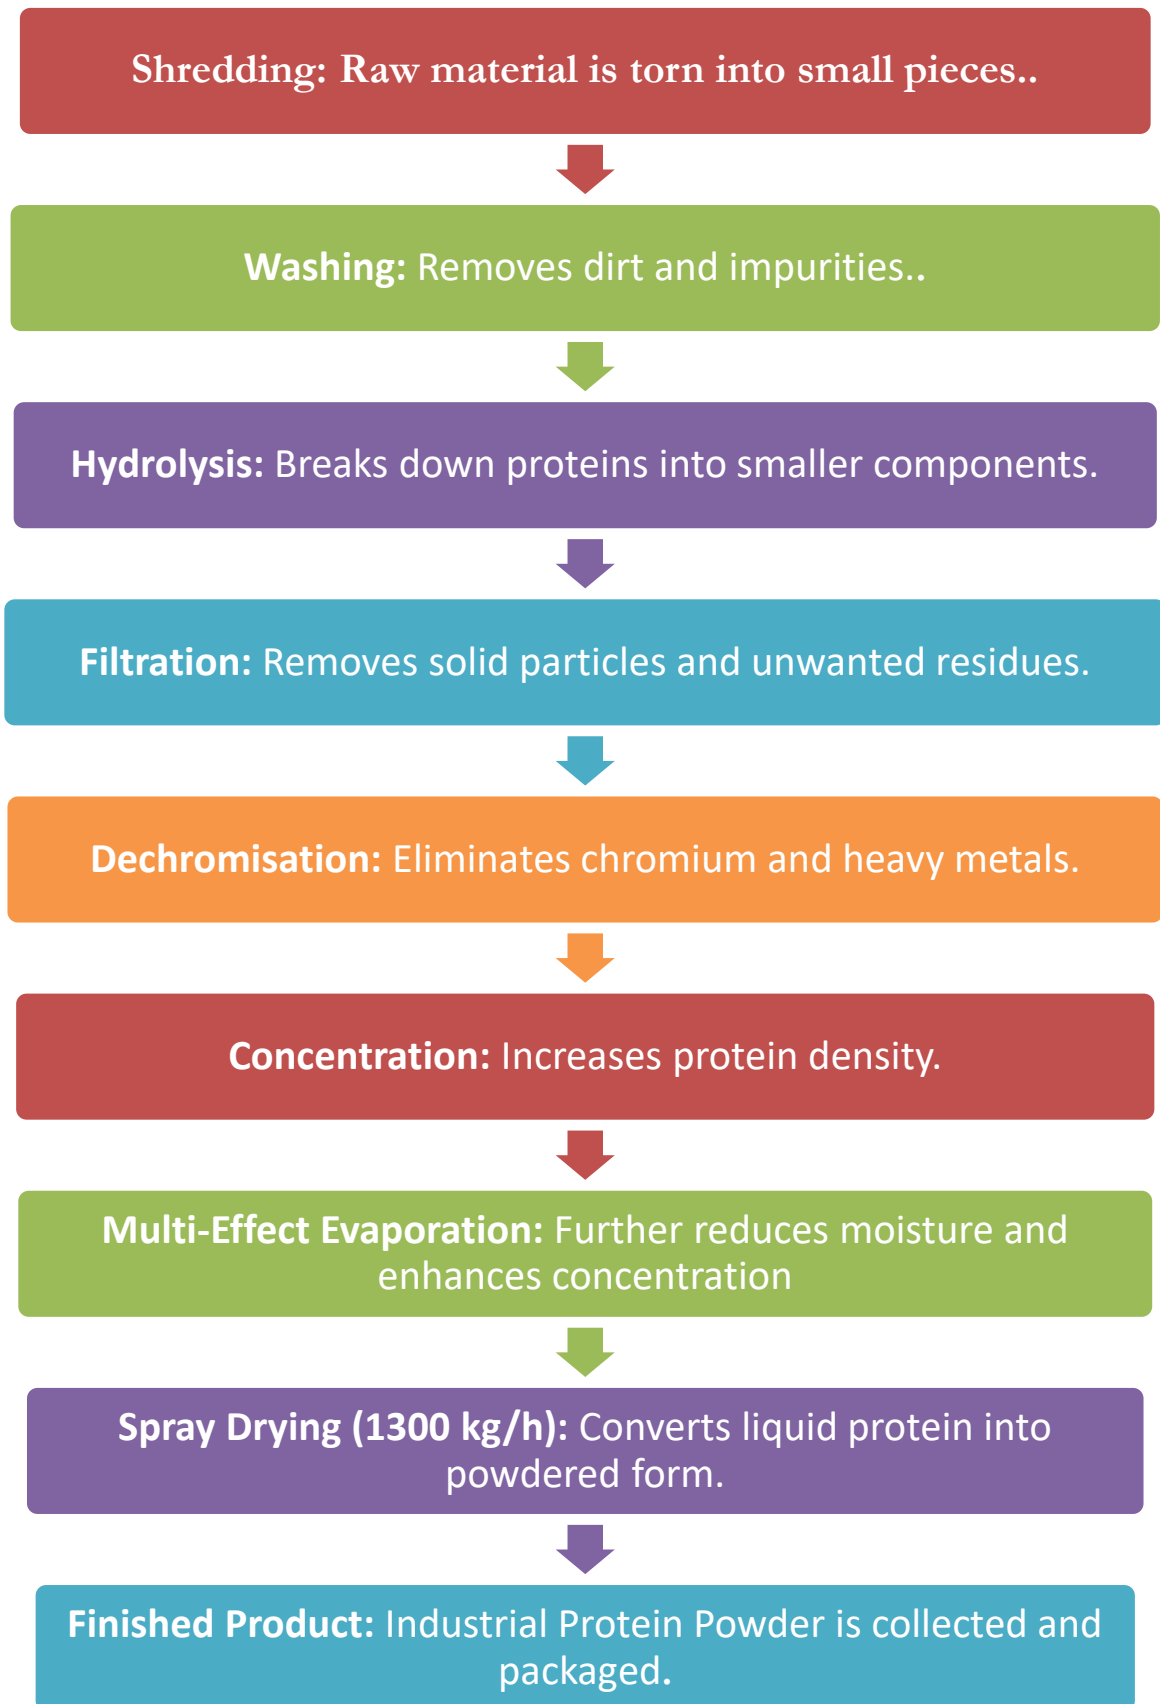 Shredding: Raw material is torn into small pieces..
Washing: Removes dirt and impurities..
Hydrolysis: Breaks down proteins into smaller components.
Filtration: Removes solid particles and unwanted residues.
Dechromisation: Eliminates chromium and heavy metals.
Concentration: Increases protein density.
Multi-Effect Evaporation: Further reduces moisture and
enhances concentration
Spray Drying (1300 kg/h): Converts liquid protein into
powdered form.
Finished Product: Industrial Protein Powder is collected and
packaged.